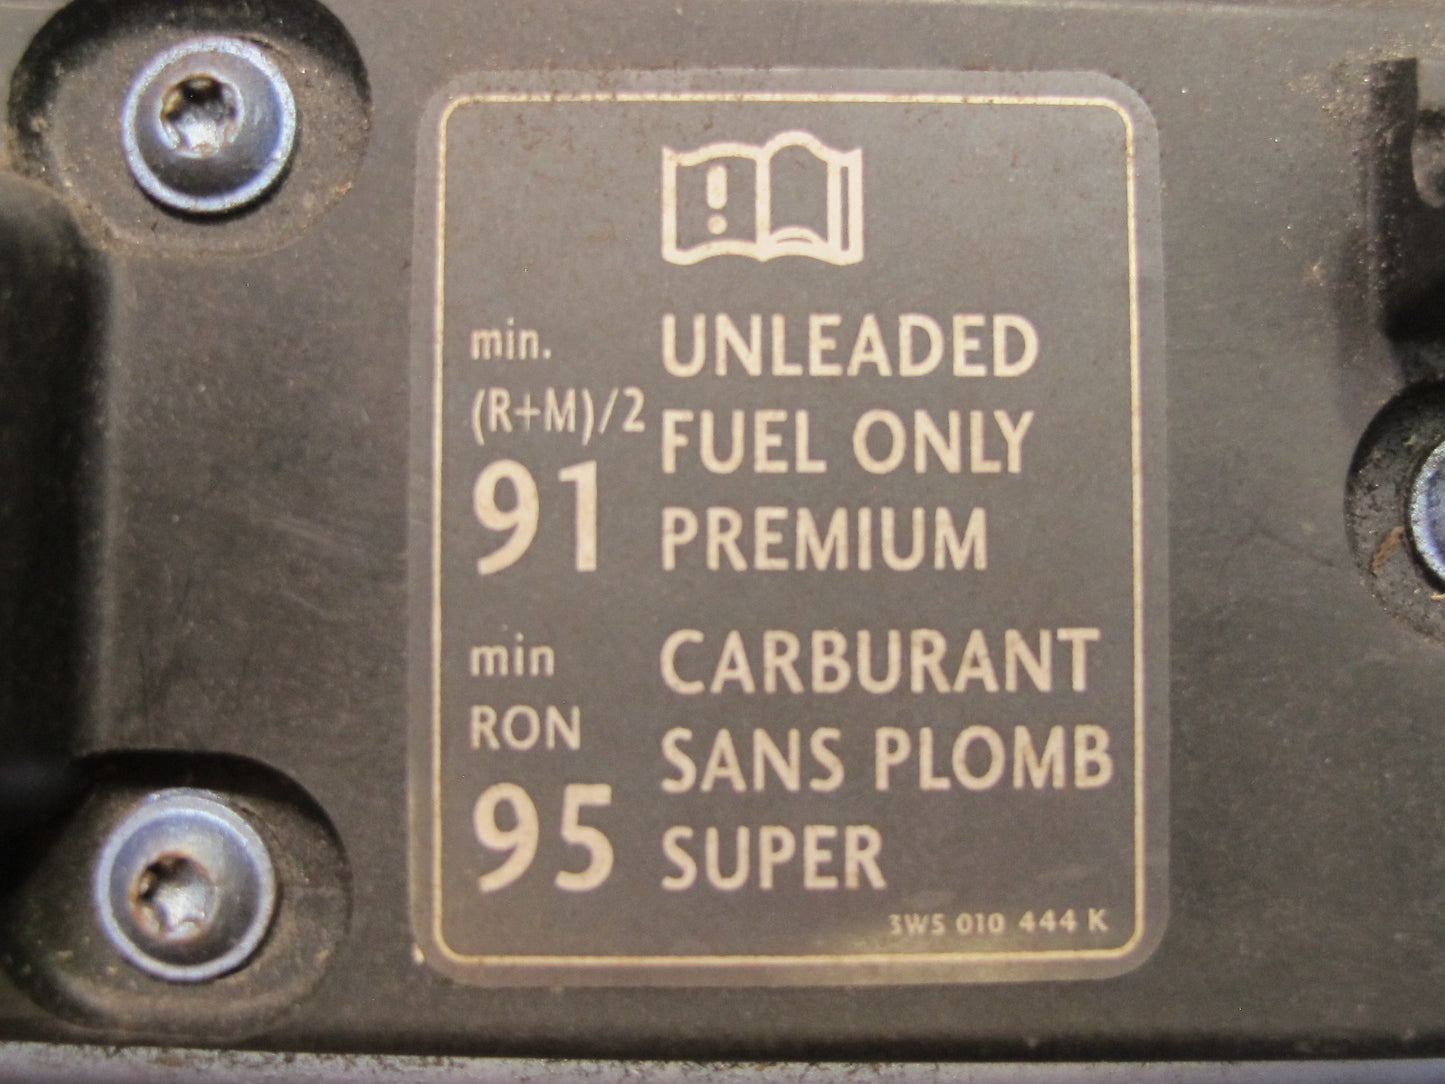 min. UNLEADED
(R+M)/2 FUEL ONLY
91 PREMIUM
min CARBURANT
RON SANS PLOMB
95 SUPER
3W5 010 444 K